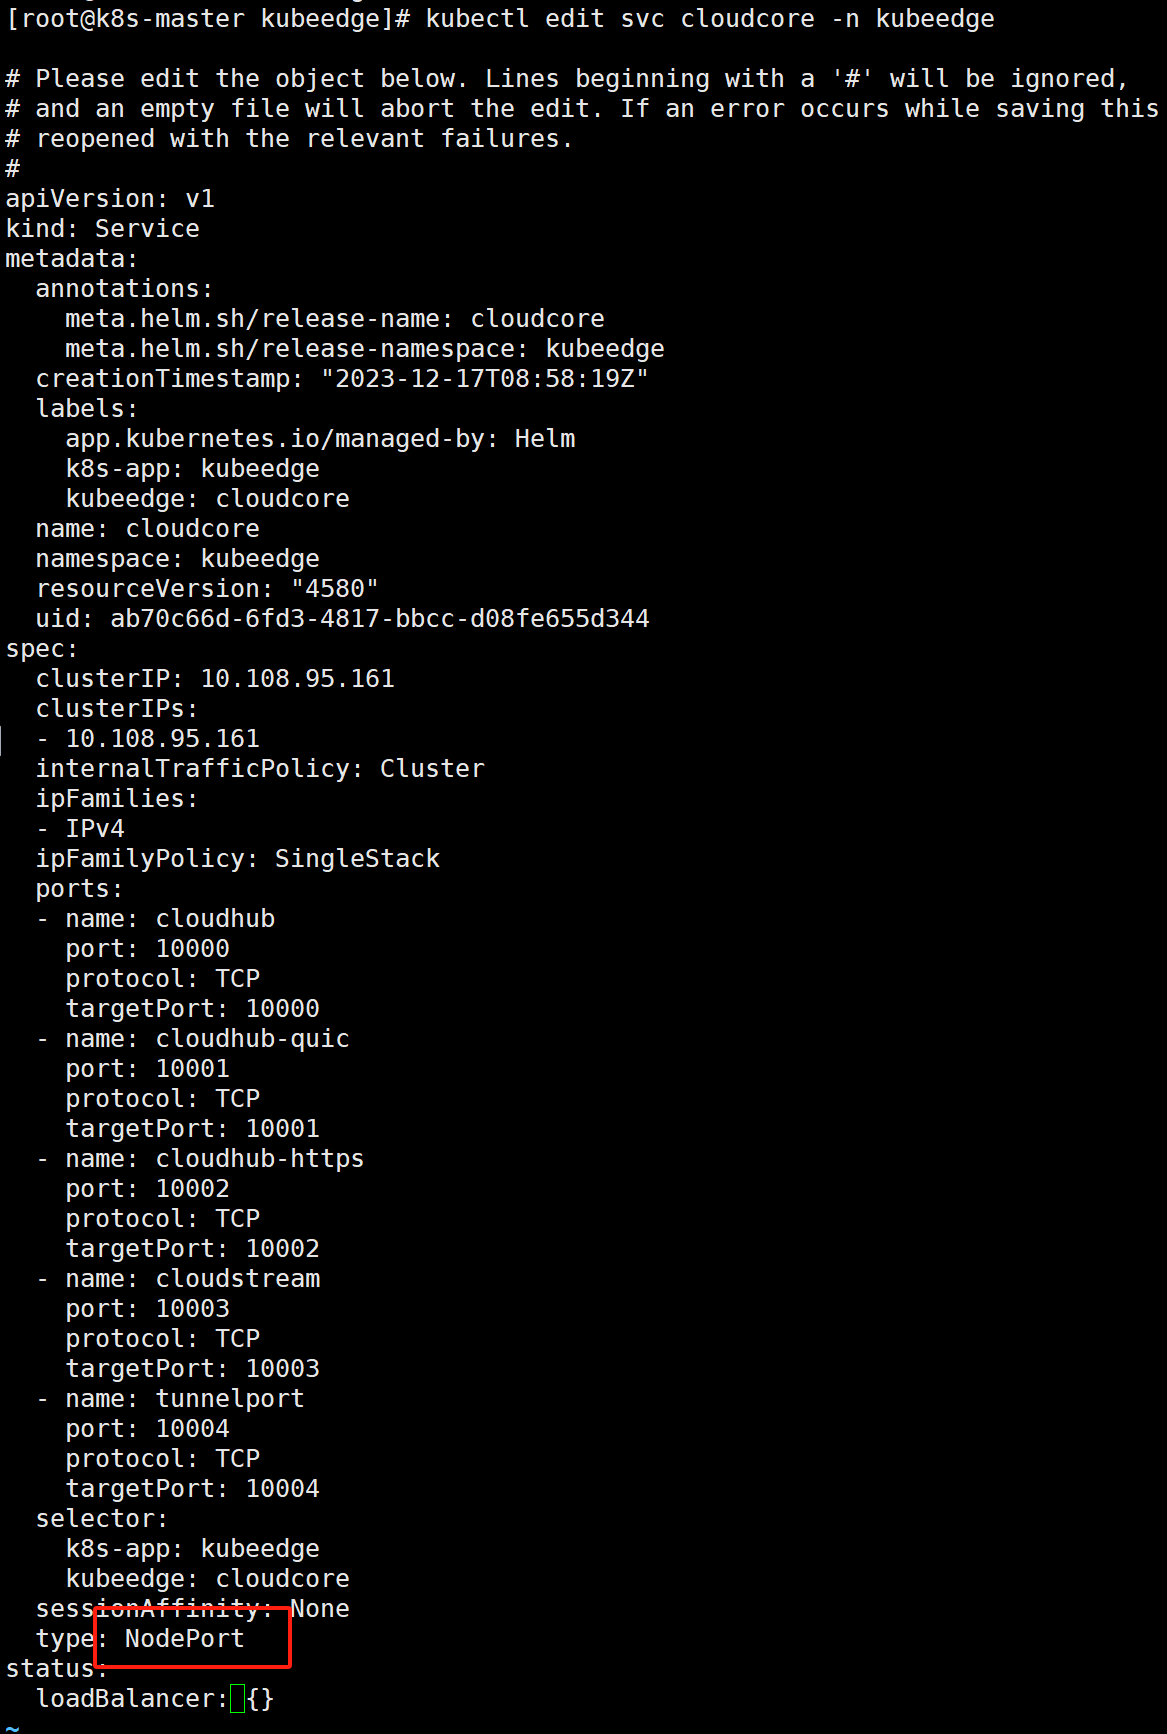 [root@k8s-master kubeedge]# kubectl edit svc cloudcore -n kubeedge
# Please edit the object below. Lines beginning with a '#' will be ignored,
# and an empty file will abort the edit. If an error occurs while saving this
# reopened with the relevant failures.
#
apiVersion: v1
kind: Service
metadata:
  annotations:
    meta.helm.sh/release-name: cloudcore
    meta.helm.sh/release-namespace: kubeedge
  creationTimestamp: "2023-12-17T08:58:19Z"
  labels:
    app.kubernetes.io/managed-by: Helm
    k8s-app: kubeedge
    kubeedge: cloudcore
  name: cloudcore
  namespace: kubeedge
  resourceVersion: "4580"
  uid: ab70c66d-6fd3-4817-bbcc-d08fe655d344
spec:
  clusterIP: 10.108.95.161
  clusterIPs:
  - 10.108.95.161
  internalTrafficPolicy: Cluster
  ipFamilies:
  - IPv4
  ipFamilyPolicy: SingleStack
  ports:
  - name: cloudhub
    port: 10000
    protocol: TCP
    targetPort: 10000
  - name: cloudhub-quic
    port: 10001
    protocol: TCP
    targetPort: 10001
  - name: cloudhub-https
    port: 10002
    protocol: TCP
    targetPort: 10002
  - name: cloudstream
    port: 10003
    protocol: TCP
    targetPort: 10003
  - name: tunnelport
    port: 10004
    protocol: TCP
    targetPort: 10004
  selector:
    k8s-app: kubeedge
    kubeedge: cloudcore
  sessionAffinity: None
  type: NodePort
status:
  loadBalancer: {}
~